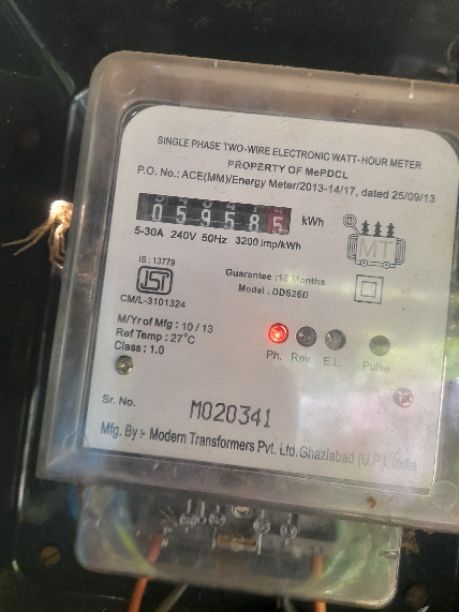 SINGLE PHASE TWO-WIRE ELECTRONIC WATT-HOUR METER
PROPERTY OF MePDCL
P.O. No.: ACE(MM)/Energy Meter/2013-14/17, dated 25/09/13
059585 kWh
5-30A 240V 50Hz 3200 imp/kWh
MT
IS : 13779
ISI
CM/L-3101324
Guarantee : 18 Months
Model : DDS26D
M/Yr of Mfg : 10 / 13
Ref Temp : 27°C
Class : 1.0
Ph. Rev. E.L. Pulse
Sr. No. M020341
Mfg. By :- Modern Transformers Pvt. Ltd. Ghaziabad (U.P.), India